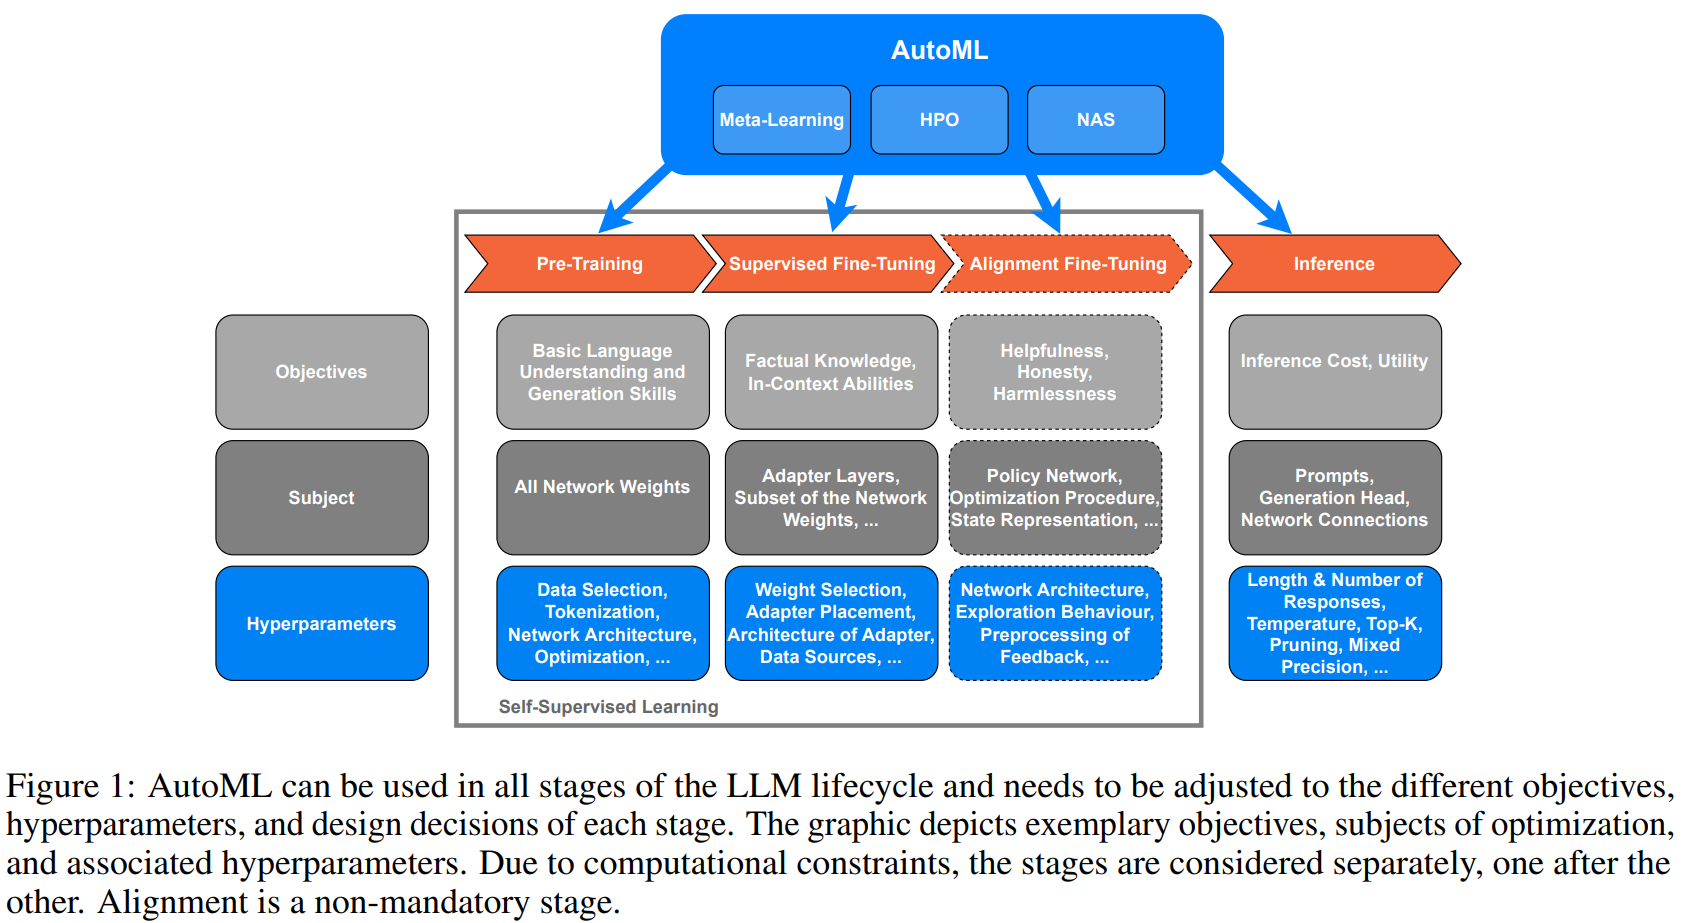 AutoML
Meta-Learning
HPO
NAS
Pre-Training
Supervised Fine-Tuning
Alignment Fine-Tuning
Inference
Objectives
Basic Language
Understanding and
Generation Skills
Factual Knowledge,
In-Context Abilities
Helpfulness,
Honesty,
Harmlessness
Inference Cost, Utility
Subject
All Network Weights
Adapter Layers,
Subset of the Network
Weights, ...
Policy Network,
Optimization Procedure,
State Representation, ...
Prompts,
Generation Head,
Network Connections
Hyperparameters
Data Selection,
Tokenization,
Network Architecture,
Optimization, ...
Weight Selection,
Adapter Placement,
Architecture of Adapter,
Data Sources, ...
Network Architecture,
Exploration Behaviour,
Preprocessing of
Feedback, ...
Length & Number of
Responses,
Temperature, Top-K,
Pruning, Mixed
Precision, ...
Self-Supervised Learning
Figure 1: AutoML can be used in all stages of the LLM lifecycle and needs to be adjusted to the different objectives,
hyperparameters, and design decisions of each stage. The graphic depicts exemplary objectives, subjects of optimization,
and associated hyperparameters. Due to computational constraints, the stages are considered separately, one after the
other. Alignment is a non-mandatory stage.